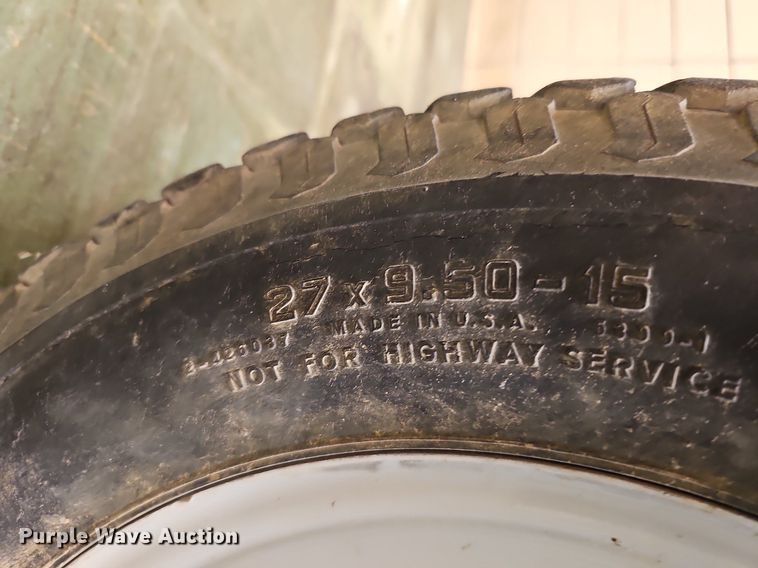 27 x 9.50 - 15
MADE IN U.S.A.
NOT FOR HIGHWAY SERVICE
Purple Wave Auction